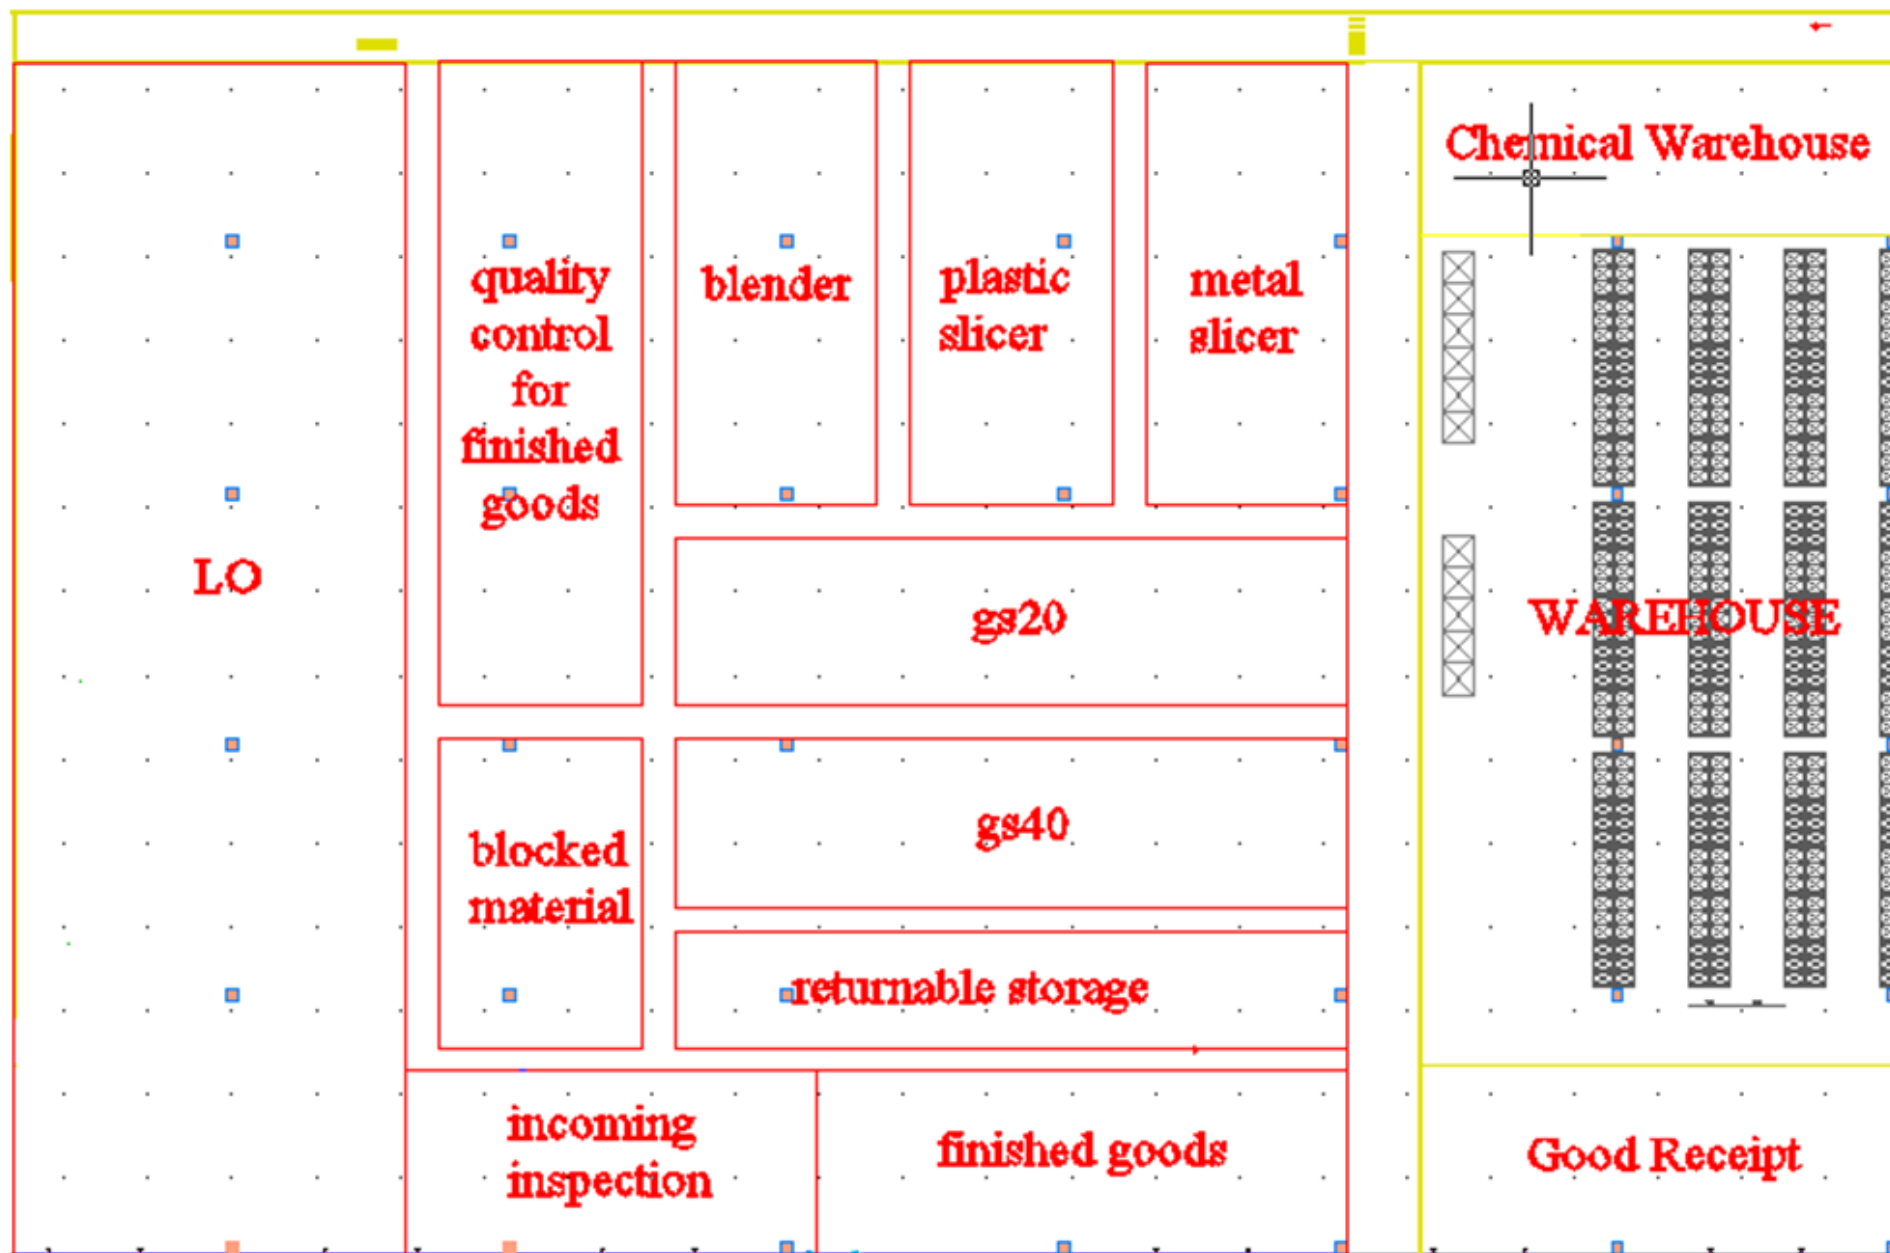 Chemical Warehouse
quality
control
for
finished
goods
blender
plastic
slicer
metal
slicer
LO
gs20
WAREHOUSE
gs40
blocked
material
returnable storage
incoming
inspection
finished goods
Good Receipt